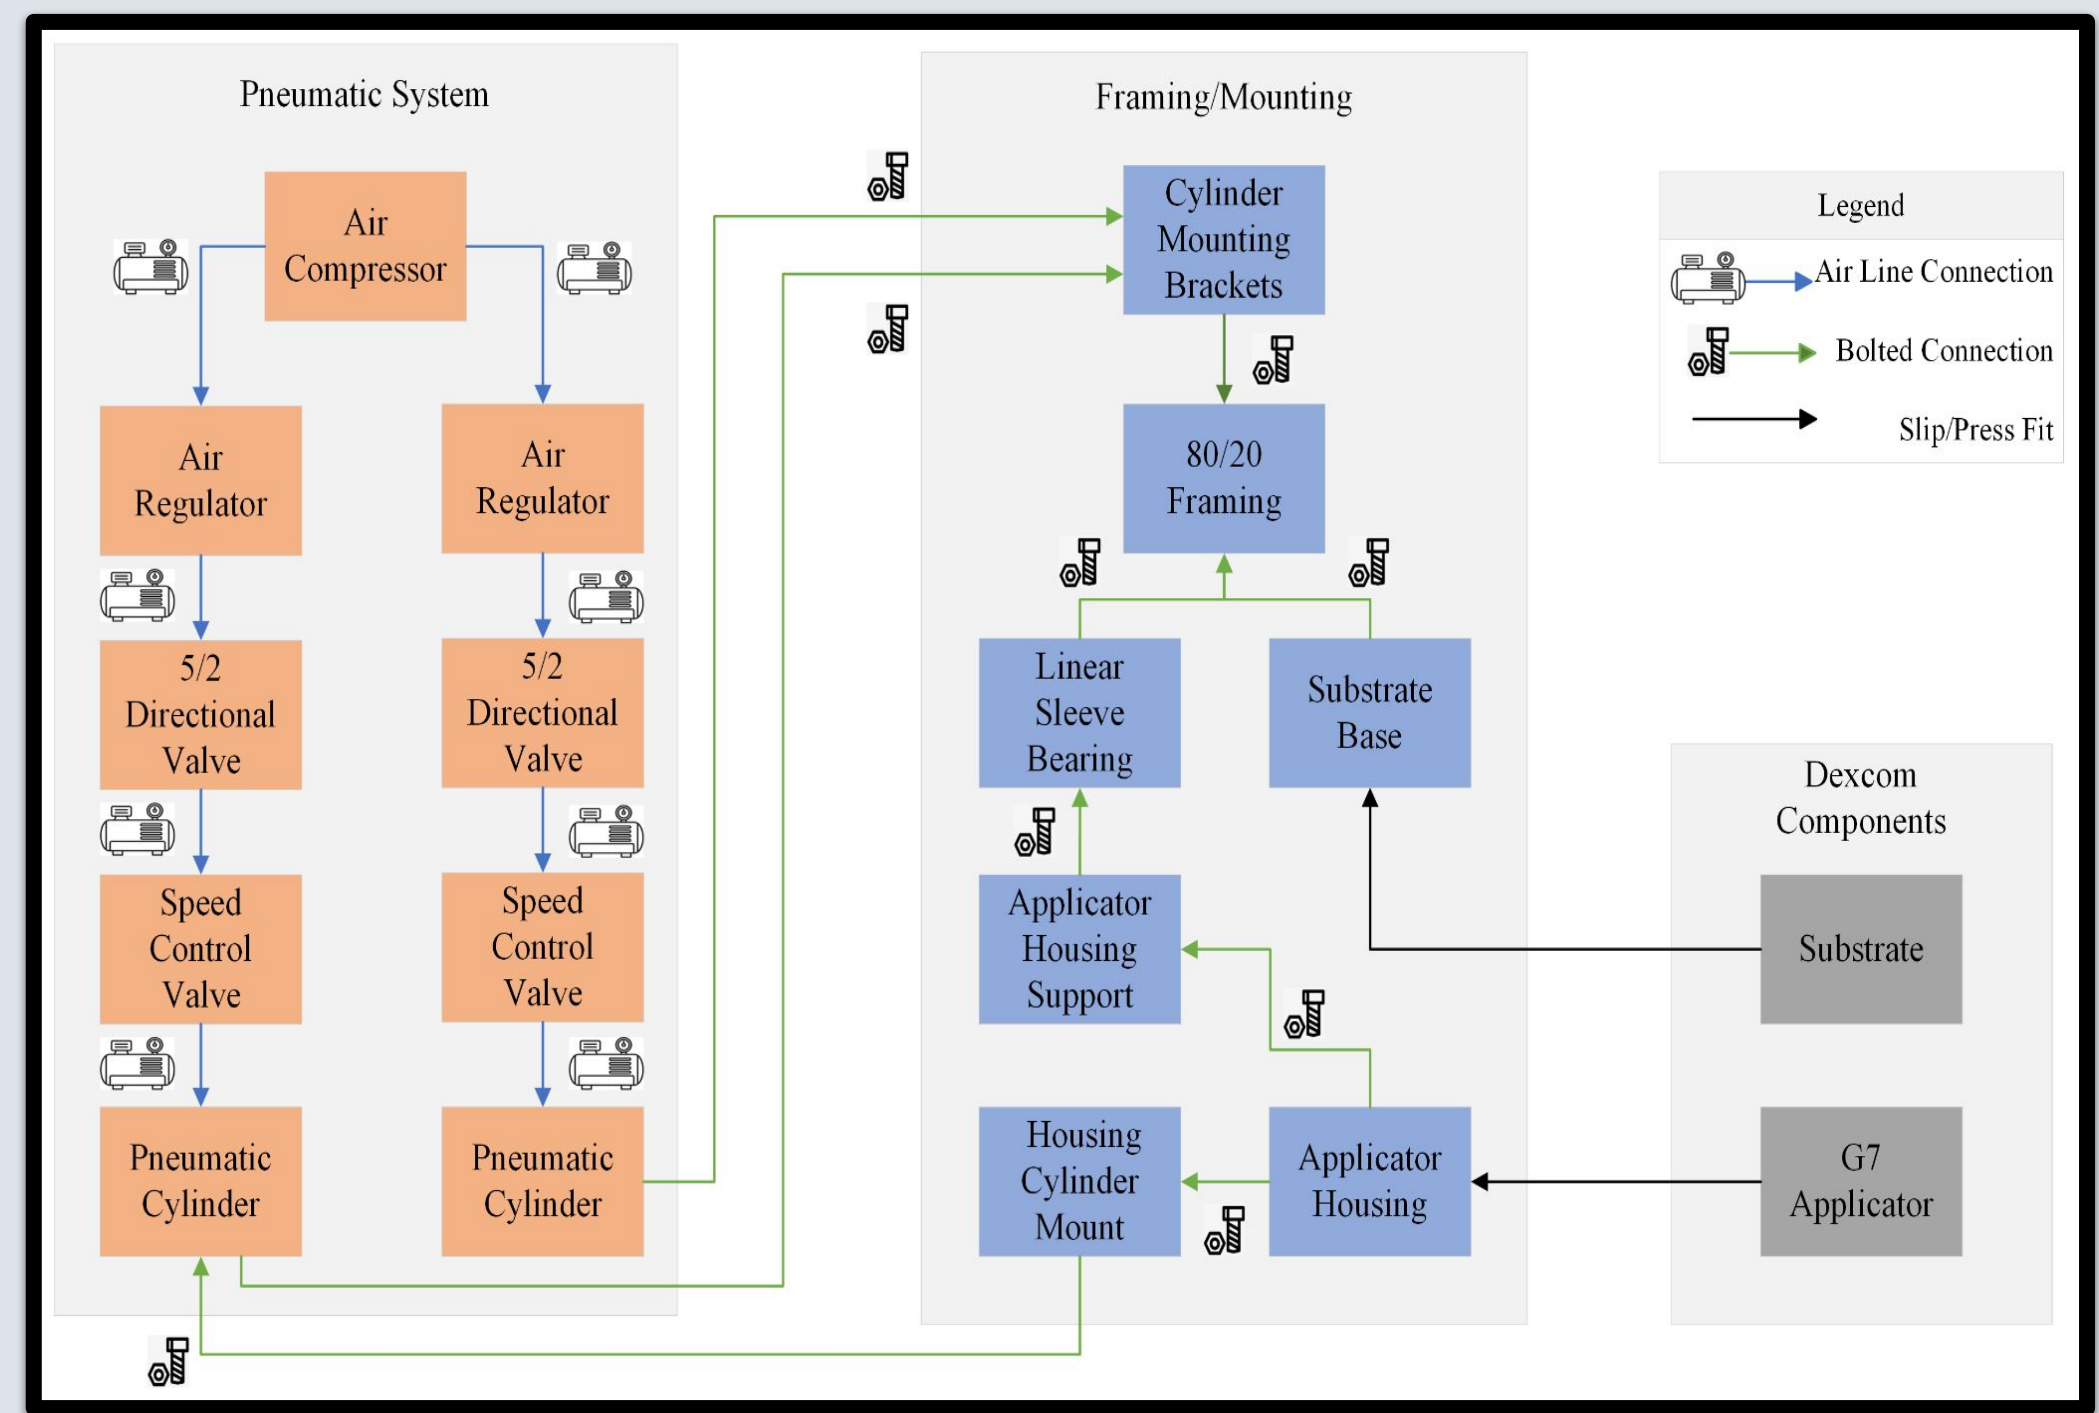 Pneumatic System
Air
Compressor
Air
Regulator
Air
Regulator
5/2
Directional
Valve
5/2
Directional
Valve
Speed
Control
Valve
Speed
Control
Valve
Pneumatic
Cylinder
Pneumatic
Cylinder
Framing/Mounting
Cylinder
Mounting
Brackets
80/20
Framing
Linear
Sleeve
Bearing
Substrate
Base
Applicator
Housing
Support
Housing
Cylinder
Mount
Applicator
Housing
Legend
Air Line Connection
Bolted Connection
Slip/Press Fit
Dexcom
Components
Substrate
G7
Applicator